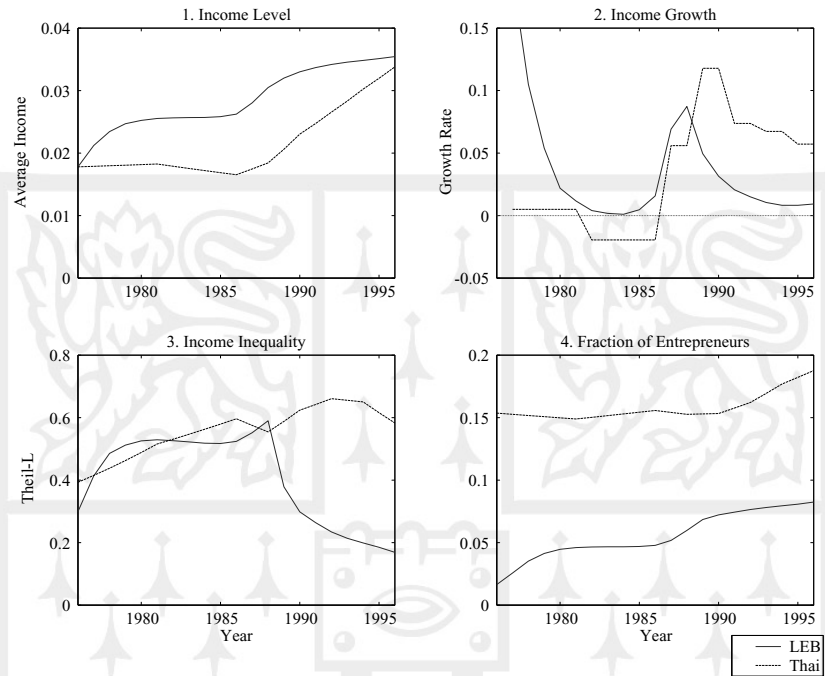 1. Income Level
0.04
0.03
0.02
0.01
0
Average Income
1980 1985 1990 1995
2. Income Growth
0.15
0.1
0.05
0
-0.05
Growth Rate
1980 1985 1990 1995
3. Income Inequality
0.8
0.6
0.4
0.2
0
Theil-L
1980 1985 1990 1995
Year
4. Fraction of Entrepreneurs
0.2
0.15
0.1
0.05
0
1980 1985 1990 1995
Year
LEB
Thai